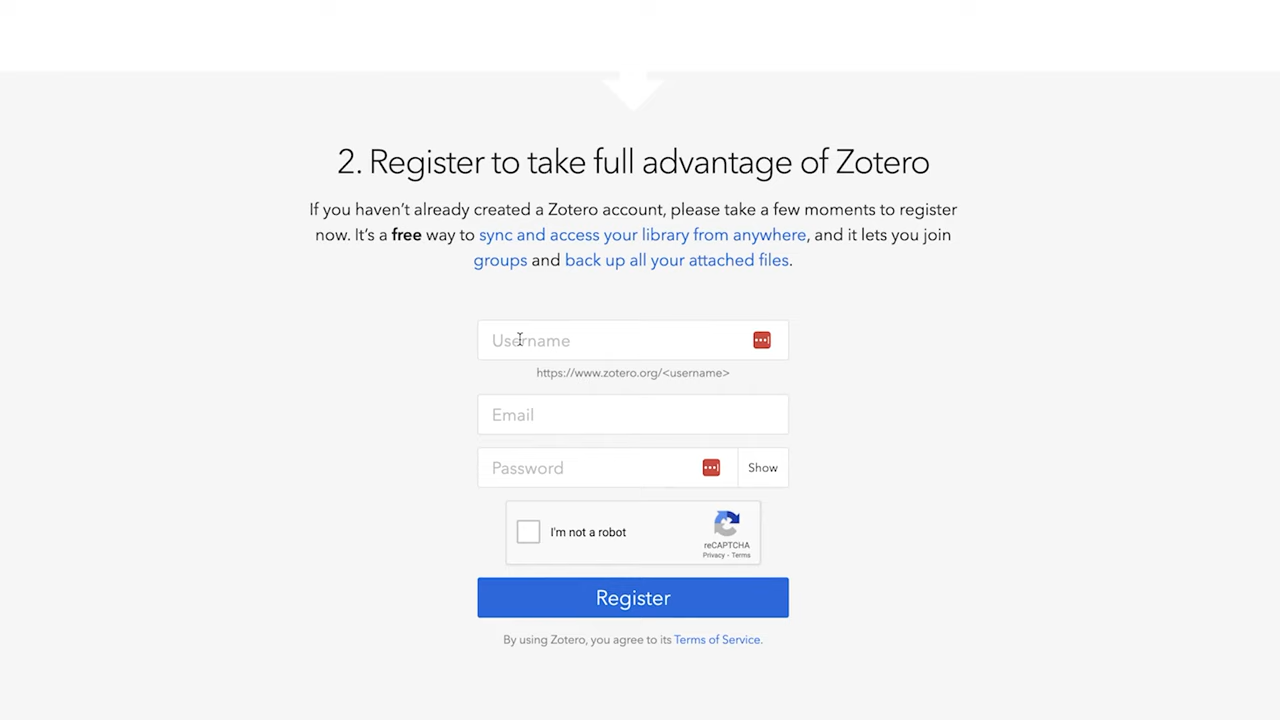 2. Register to take full advantage of Zotero
If you haven’t already created a Zotero account, please take a few moments to register
now. It’s a free way to sync and access your library from anywhere, and it lets you join
groups and back up all your attached files.
Username
https://www.zotero.org/<username>
Email
Password
Show
I'm not a robot
reCAPTCHA
Privacy - Terms
Register
By using Zotero, you agree to its Terms of Service.